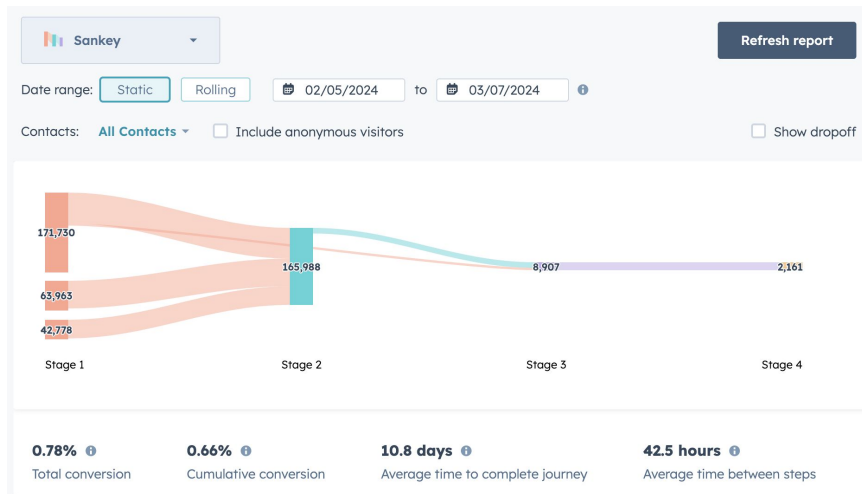 Sankey
Refresh report
Date range: Static Rolling 02/05/2024 to 03/07/2024
Contacts: All Contacts Include anonymous visitors Show dropoff
171,730
165,988
8,907
2,161
63,963
42,778
Stage 1 Stage 2 Stage 3 Stage 4
0.78% 0.66% 10.8 days 42.5 hours
Total conversion Cumulative conversion Average time to complete journey Average time between steps